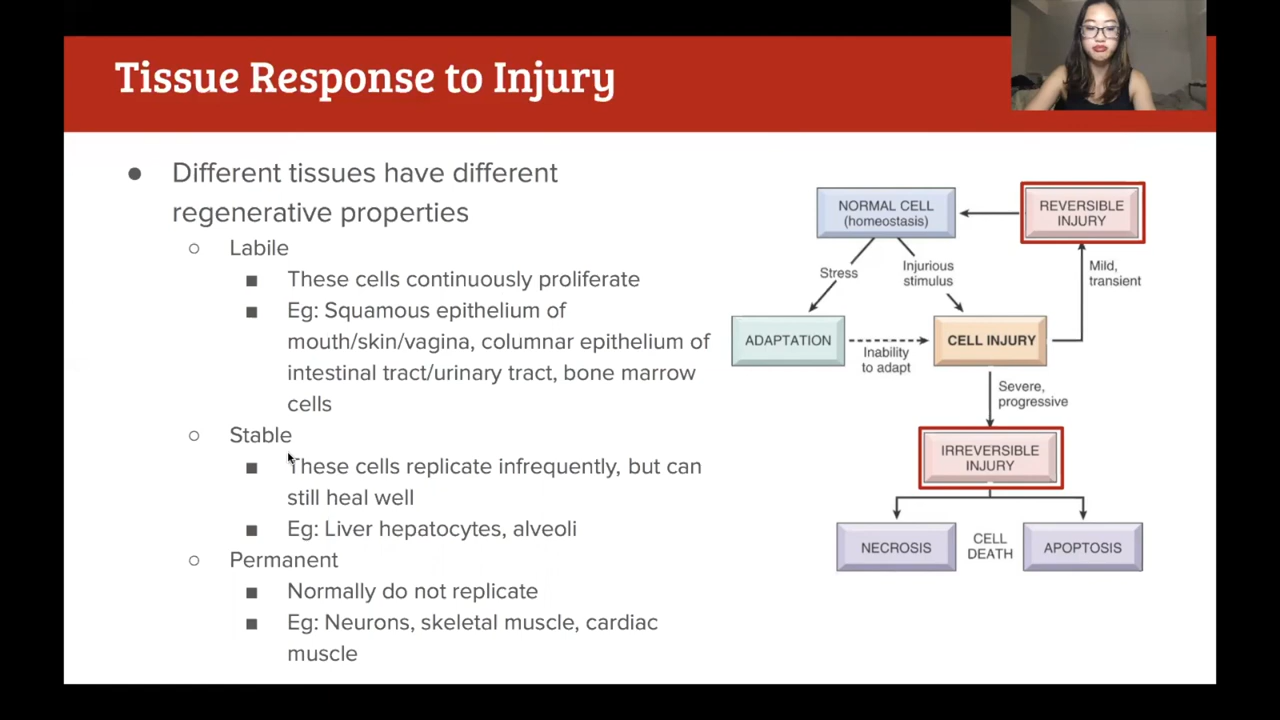 Tissue Response to Injury
● Different tissues have different
regenerative properties
○ Labile
■ These cells continuously proliferate
■ Eg: Squamous epithelium of
mouth/skin/vagina, columnar epithelium of
intestinal tract/urinary tract, bone marrow
cells
○ Stable
■ These cells replicate infrequently, but can
still heal well
■ Eg: Liver hepatocytes, alveoli
○ Permanent
■ Normally do not replicate
■ Eg: Neurons, skeletal muscle, cardiac
muscle
NORMAL CELL
(homeostasis)
REVERSIBLE
INJURY
Stress
Injurious
stimulus
Mild,
transient
ADAPTATION
Inability
to adapt
CELL INJURY
Severe,
progressive
IRREVERSIBLE
INJURY
NECROSIS
CELL
DEATH
APOPTOSIS